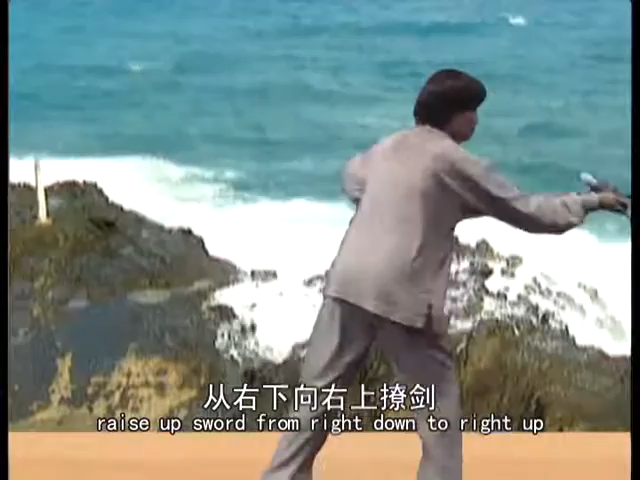 从右下向右上撩剑
raise up sword from right down to right up